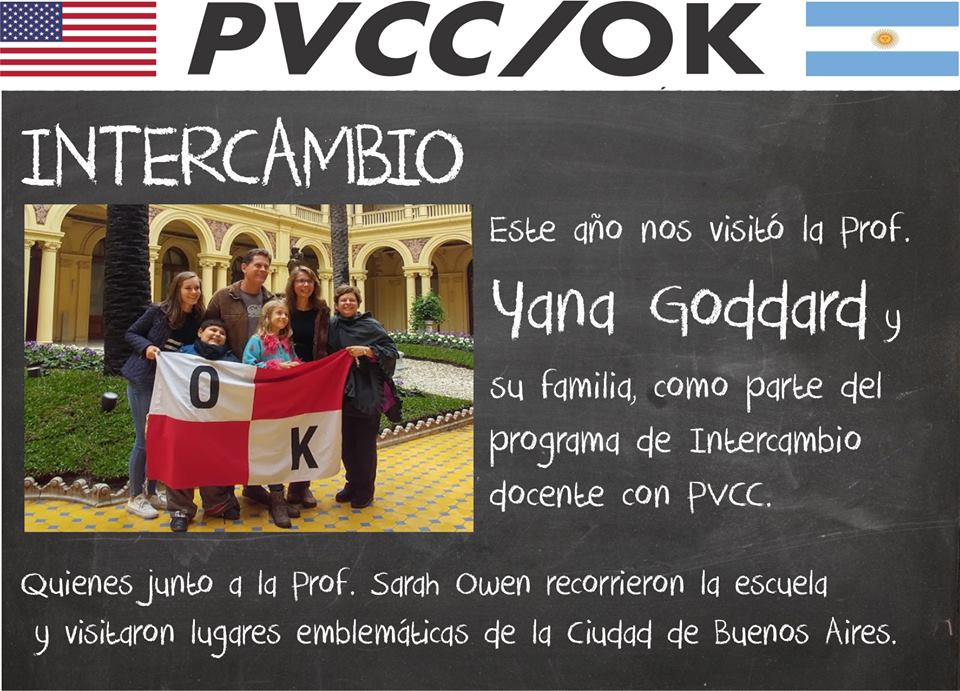 PVCC/OK
INTERCAMBIO
Este año nos visitó la Prof.
Yana Goddard y
su familia, como parte del
programa de Intercambio
docente con PVCC.
O
K
Quienes junto a la Prof. Sarah Owen recorrieron la escuela
y visitaron lugares emblemáticas de la Ciudad de Buenos Aires.